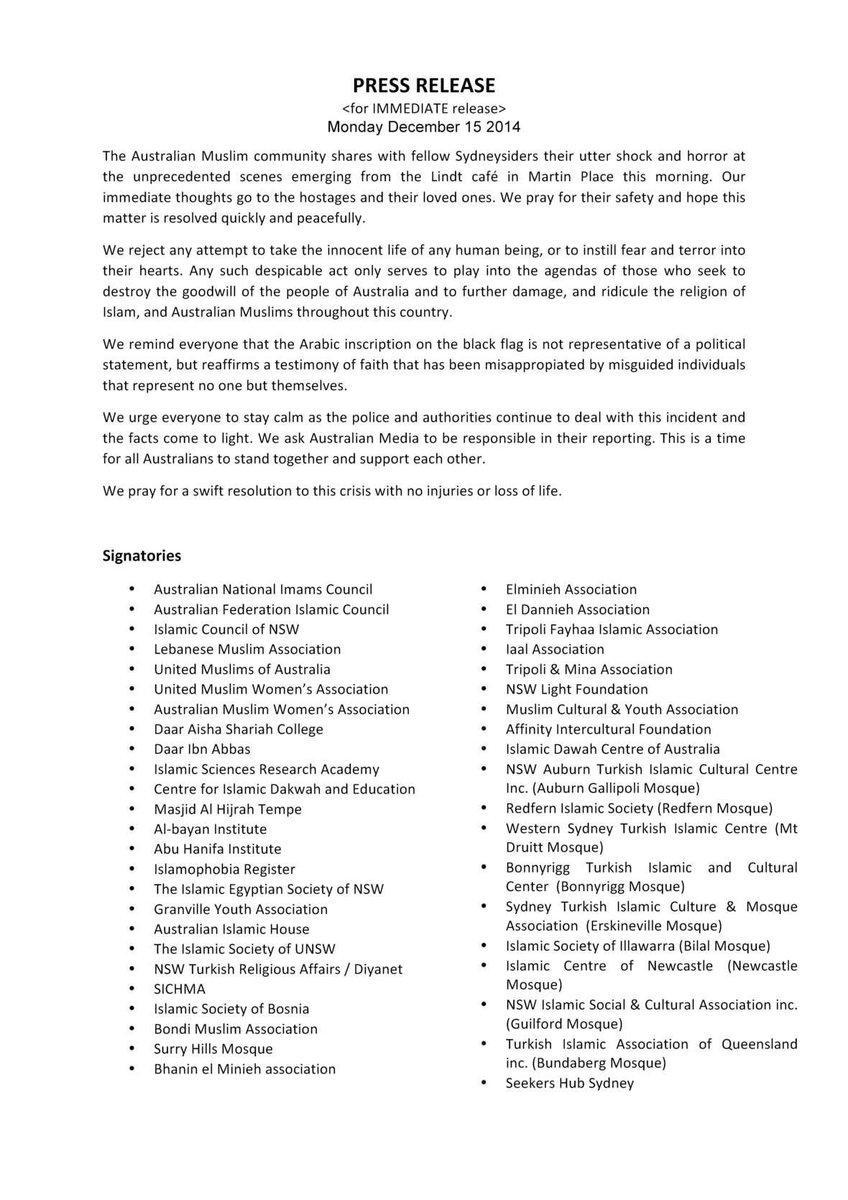 PRESS RELEASE
<for IMMEDIATE release>
Monday December 15 2014
The Australian Muslim community shares with fellow Sydneysiders their utter shock and horror at
the unprecedented scenes emerging from the Lindt café in Martin Place this morning. Our
immediate thoughts go to the hostages and their loved ones. We pray for their safety and hope this
matter is resolved quickly and peacefully.
We reject any attempt to take the innocent life of any human being, or to instill fear and terror into
their hearts. Any such despicable act only serves to play into the agendas of those who seek to
destroy the goodwill of the people of Australia and to further damage, and ridicule the religion of
Islam, and Australian Muslims throughout this country.
We remind everyone that the Arabic inscription on the black flag is not representative of a political
statement, but reaffirms a testimony of faith that has been misappropiated by misguided individuals
that represent no one but themselves.
We urge everyone to stay calm as the police and authorities continue to deal with this incident and
the facts come to light. We ask Australian Media to be responsible in their reporting. This is a time
for all Australians to stand together and support each other.
We pray for a swift resolution to this crisis with no injuries or loss of life.
Signatories
• Australian National Imams Council
• Australian Federation Islamic Council
• Islamic Council of NSW
• Lebanese Muslim Association
• United Muslims of Australia
• United Muslim Women's Association
• Australian Muslim Women's Association
• Daar Aisha Shariah College
• Daar Ibn Abbas
• Islamic Sciences Research Academy
• Centre for Islamic Dakwah and Education
• Masjid Al Hijrah Tempe
• Al-bayan Institute
• Abu Hanifa Institute
• Islamophobia Register
• The Islamic Egyptian Society of NSW
• Granville Youth Association
• Australian Islamic House
• The Islamic Society of UNSW
• NSW Turkish Religious Affairs / Diyanet
• SICHMA
• Islamic Society of Bosnia
• Bondi Muslim Association
• Surry Hills Mosque
• Bhanin el Minieh association
• Elminieh Association
• El Dannieh Association
• Tripoli Fayhaa Islamic Association
• Iaal Association
• Tripoli & Mina Association
• NSW Light Foundation
• Muslim Cultural & Youth Association
• Affinity Intercultural Foundation
• Islamic Dawah Centre of Australia
• NSW Auburn Turkish Islamic Cultural Centre
Inc. (Auburn Gallipoli Mosque)
• Redfern Islamic Society (Redfern Mosque)
• Western Sydney Turkish Islamic Centre (Mt
Druitt Mosque)
• Bonnyrigg Turkish Islamic and Cultural
Center (Bonnyrigg Mosque)
• Sydney Turkish Islamic Culture & Mosque
Association (Erskineville Mosque)
• Islamic Society of Illawarra (Bilal Mosque)
• Islamic Centre of Newcastle (Newcastle
Mosque)
• NSW Islamic Social & Cultural Association inc.
(Guilford Mosque)
• Turkish Islamic Association of Queensland
inc. (Bundaberg Mosque)
• Seekers Hub Sydney